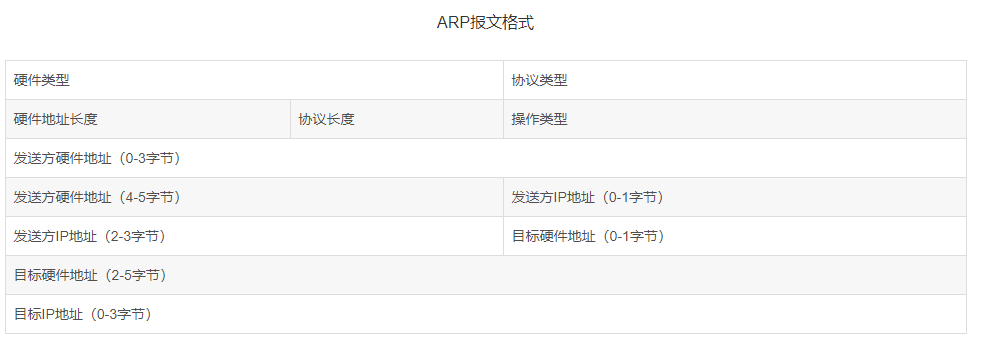 ARP报文格式
硬件类型 协议类型
硬件地址长度 协议长度 操作类型
发送方硬件地址（0-3字节）
发送方硬件地址（4-5字节） 发送方IP地址（0-1字节）
发送方IP地址（2-3字节） 目标硬件地址（0-1字节）
目标硬件地址（2-5字节）
目标IP地址（0-3字节）